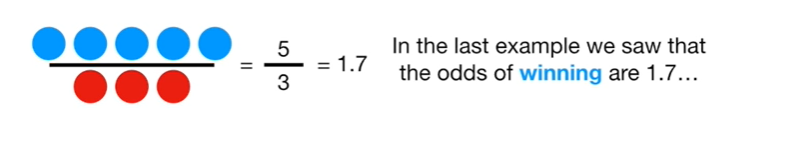 = 5/3 = 1.7
In the last example we saw that
the odds of winning are 1.7...